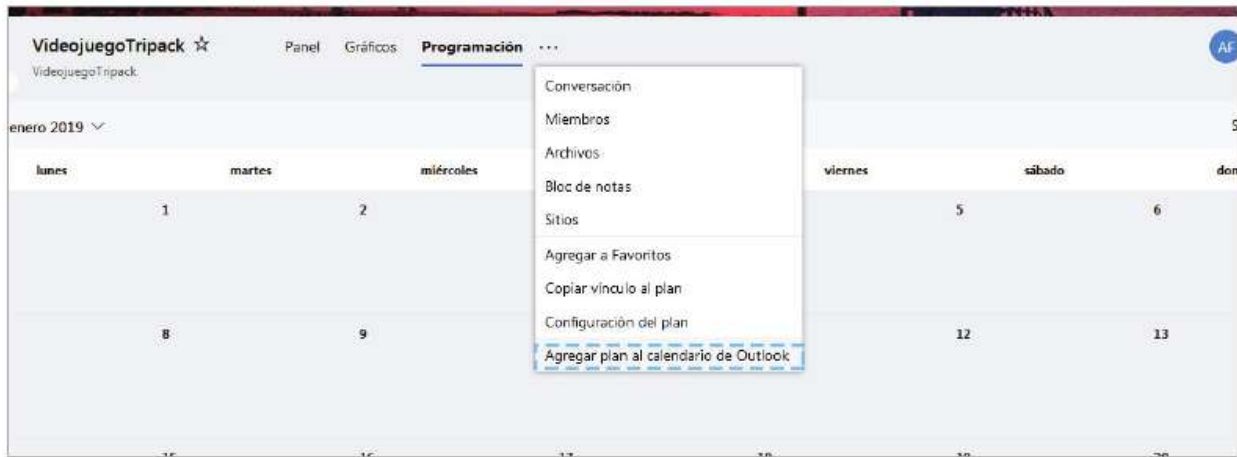 VideojuegoTripack ☆ Panel Gráficos Programación ···
AF
VideojuegoTripack
Conversación
Miembros
enero 2019
Archivos
lunes martes miércoles viernes sábado dom
Bloc de notas
1 2 5 6
Sitios
Agregar a Favoritos
Copiar vínculo al plan
Configuración del plan
8 9 12 13
Agregar plan al calendario de Outlook